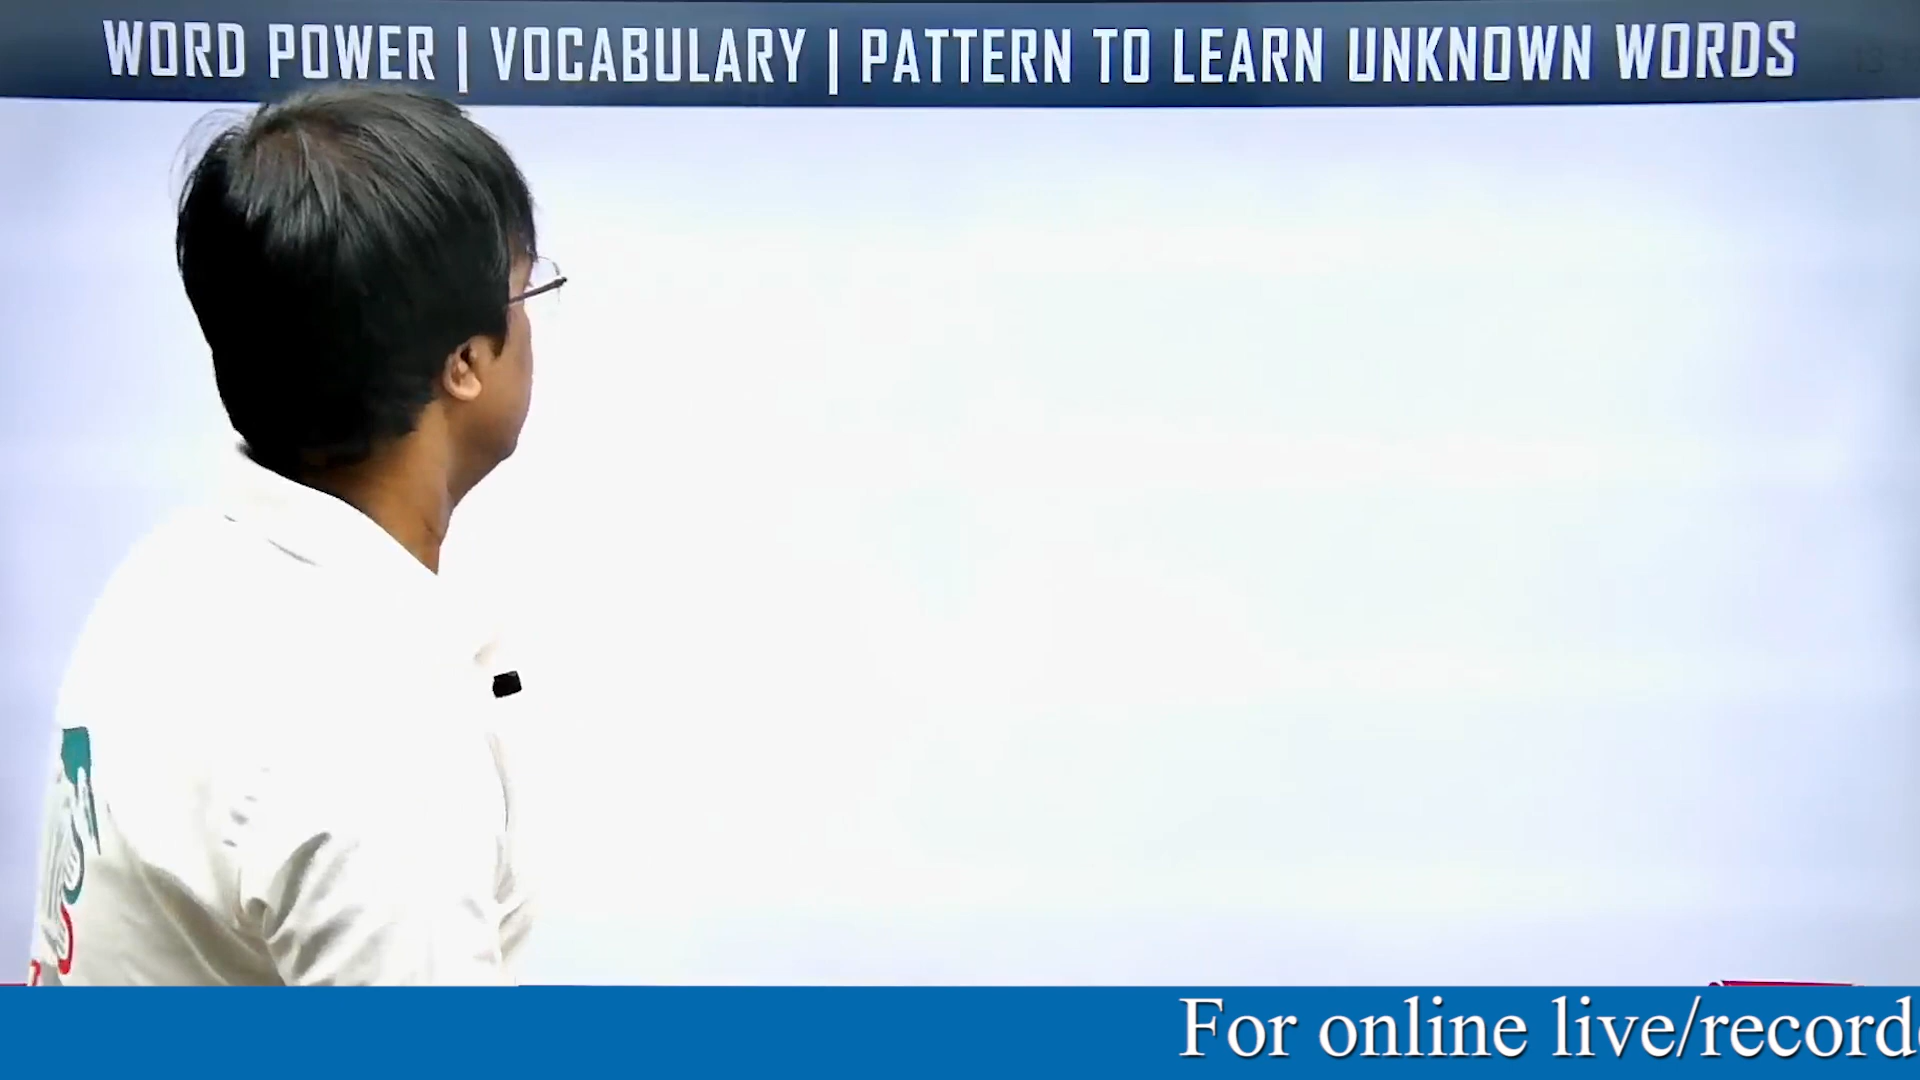 WORD POWER | VOCABULARY | PATTERN TO LEARN UNKNOWN WORDS
For online live/record